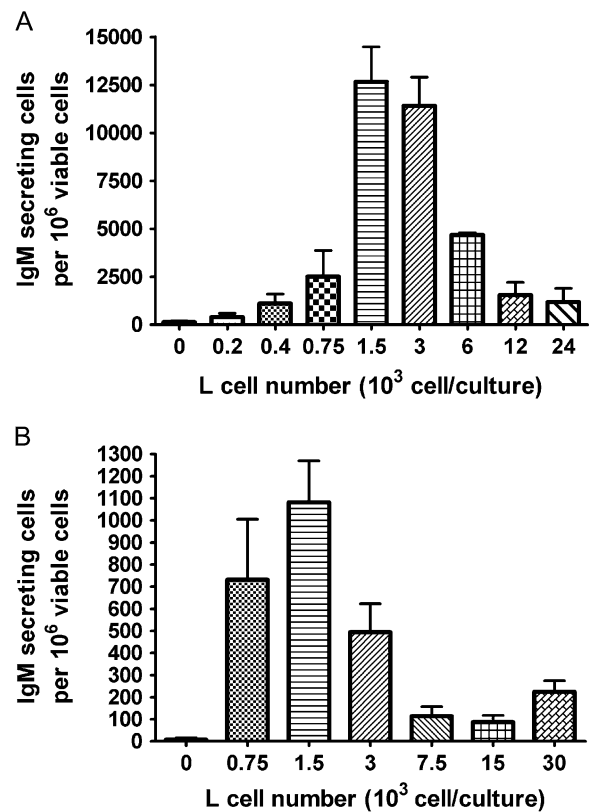 A
15000
12500
10000
7500
5000
2500
0
IgM secreting cells
per 10⁶ viable cells
0 0.2 0.4 0.75 1.5 3 6 12 24
L cell number (10³ cell/culture)
B
1300
1200
1100
1000
900
800
700
600
500
400
300
200
100
0
IgM secreting cells
per 10⁶ viable cells
0 0.75 1.5 3 7.5 15 30
L cell number (10³ cell/culture)